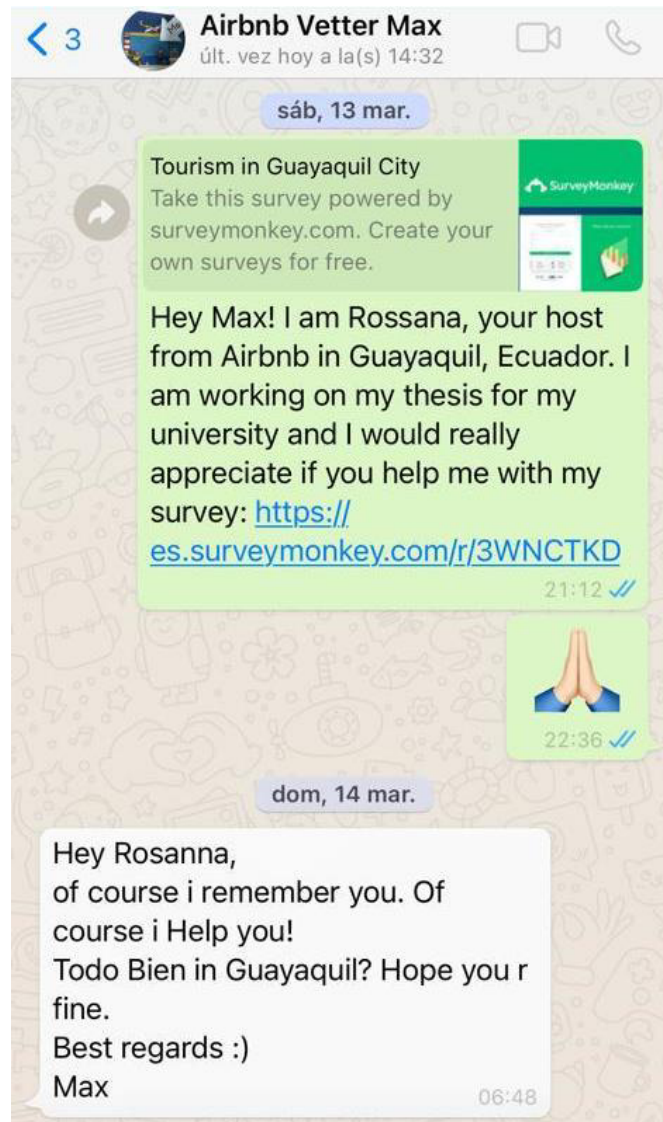 3
Airbnb Vetter Max
últ. vez hoy a la(s) 14:32
sáb, 13 mar.
Tourism in Guayaquil City
Take this survey powered by
surveymonkey.com. Create your
own surveys for free.
SurveyMonkey
Hey Max! I am Rossana, your host
from Airbnb in Guayaquil, Ecuador. I
am working on my thesis for my
university and I would really
appreciate if you help me with my
survey: https://
es.surveymonkey.com/r/3WNCTKD
21:12
22:36
dom, 14 mar.
Hey Rosanna,
of course i remember you. Of
course i Help you!
Todo Bien in Guayaquil? Hope you r
fine.
Best regards :)
Max
06:48